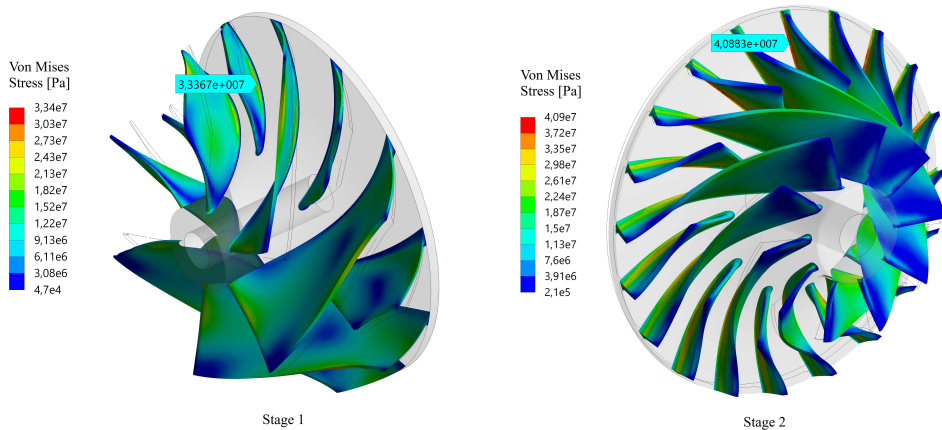 Von Mises
Stress [Pa]
3,34e7
3,03e7
2,73e7
2,43e7
2,13e7
1,82e7
1,52e7
1,22e7
9,13e6
6,11e6
3,08e6
4,7e4
3,3367e+007
Stage 1
Von Mises
Stress [Pa]
4,09e7
3,72e7
3,35e7
2,98e7
2,61e7
2,24e7
1,87e7
1,5e7
1,13e7
7,6e6
3,91e6
2,1e5
4,0883e+007
Stage 2